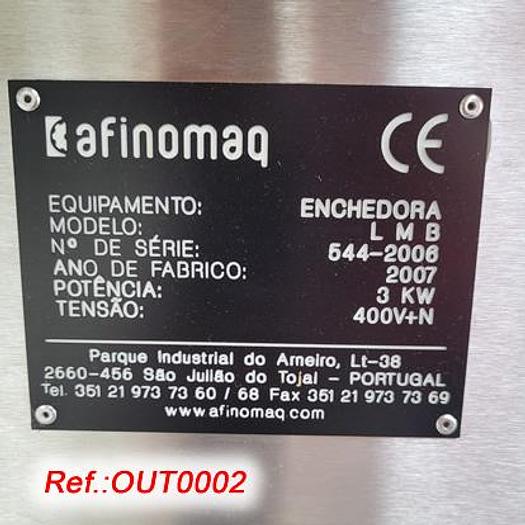 afinomaq CE
EQUIPAMENTO: ENCHEDORA
MODELO: L M B
Nº DE SÉRIE: 544-2006
ANO DE FABRICO: 2007
POTÊNCIA: 3 KW
TENSÃO: 400V+N
Parque Industrial do Arneiro, Lt-38
2660-456 São Julião do Tojal - PORTUGAL
Tel. 351 21 973 73 60 / 68 Fax 351 21 973 73 69
www.afinomaq.com
Ref.:OUT0002